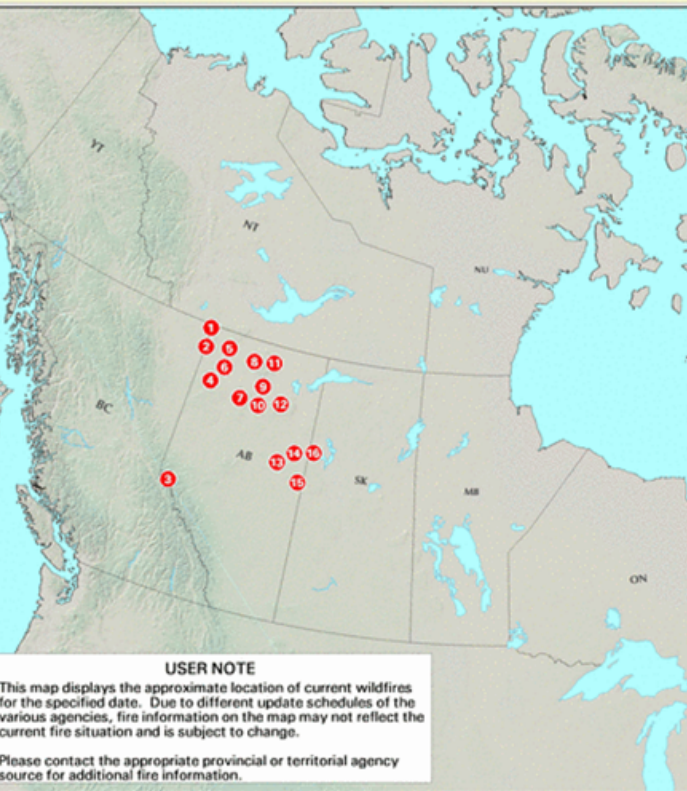 YT
NT
NU
1
2
5
6
8
11
4
9
7
10
12
BC
AB
14
16
13
3
15
SK
MB
ON
USER NOTE
This map displays the approximate location of current wildfires
for the specified date. Due to different update schedules of the
various agencies, fire information on the map may not reflect the
current fire situation and is subject to change.
Please contact the appropriate provincial or territorial agency
source for additional fire information.